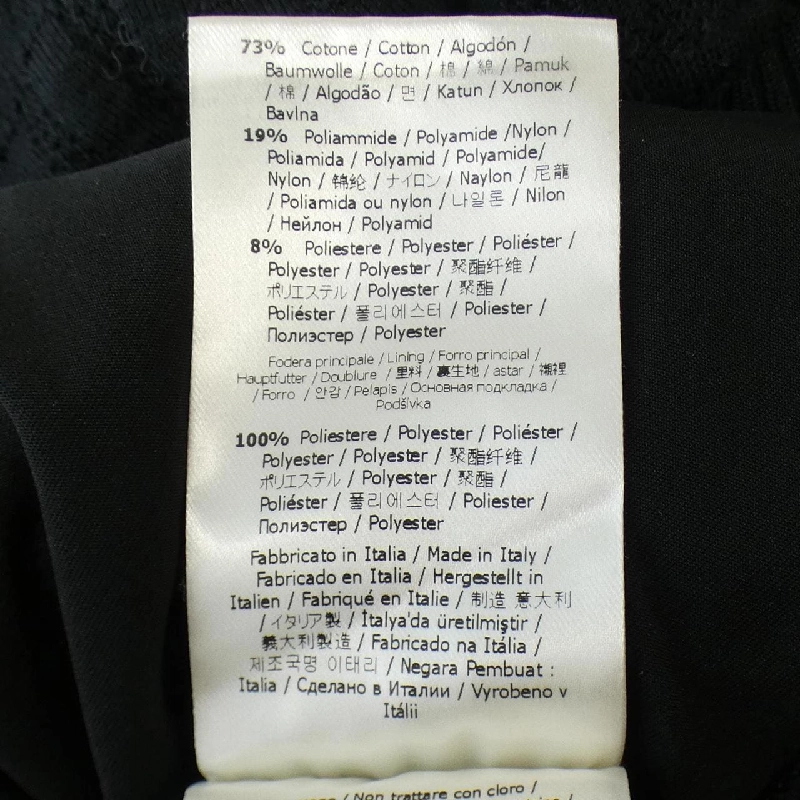 73% Cotone / Cotton / Algodón /
Baumwolle / Coton / 棉 / 綿 / Pamuk
/ 棉 / Algodão / 면 / Katun / Хлопок /
Bavlna
19% Poliammide / Polyamide /Nylon /
Poliamida / Polyamid / Polyamide/
Nylon / 锦纶 / ナイロン / Naylon / 尼龍
/ Poliamida ou nylon / 나일론 / Nilon
/ Нейлон / Polyamid
8% Poliestere / Polyester / Poliéster /
Polyester / Polyester / 聚酯纤维 /
ポリエステル / Polyester / 聚酯 /
Poliéster / 폴리에스터 / Poliester /
Полиэстер / Polyester
Fodera principale / Lining / Forro principal /
Hauptfutter / Doublure / 里料 / 裏生地 / astar / 襯裡
/ Forro / 안감 / Pelapis / Основная подкладка /
Podšívka
100% Poliestere / Polyester / Poliéster /
Polyester / Polyester / 聚酯纤维 /
ポリエステル / Polyester / 聚酯 /
Poliéster / 폴리에스터 / Poliester /
Полиэстер / Polyester
Fabbricato in Italia / Made in Italy /
Fabricado en Italia / Hergestellt in
Italien / Fabriqué en Italie / 制造 意大利
/ イタリア製 / İtalya'da üretilmiştir /
義大利製造 / Fabricado na Itália /
제조국명 이태리 / Negara Pembuat :
Italia / Сделано в Италии / Vyrobeno v
Itálii
/ Non trattare con cloro /